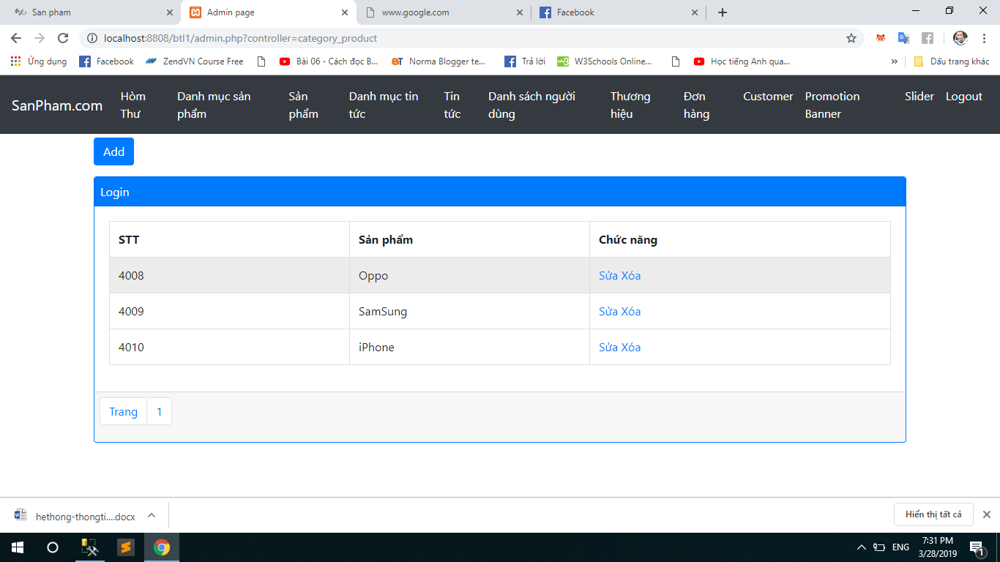 San pham
Admin page
www.google.com
Facebook
localhost:8808/btl1/admin.php?controller=category_product
Ứng dụng
Facebook
ZendVN Course Free
Bài 06 - Cách đọc B...
Norma Blogger te...
Trả lời
W3Schools Online...
Học tiếng Anh qua...
»
Dấu trang khác
SanPham.com
Hòm
Thư
Danh mục sản
phẩm
Sản
phẩm
Danh mục tin
tức
Tin
tức
Danh sách người
dùng
Thương
hiệu
Đơn
hàng
Customer
Promotion
Banner
Slider
Logout
Add
Login
STT
Sản phẩm
Chức năng
4008
Oppo
Sửa Xóa
4009
SamSung
Sửa Xóa
4010
iPhone
Sửa Xóa
Trang
1
hethong-thongti....docx
Hiển thị tất cả
ENG
7:31 PM
3/28/2019
1